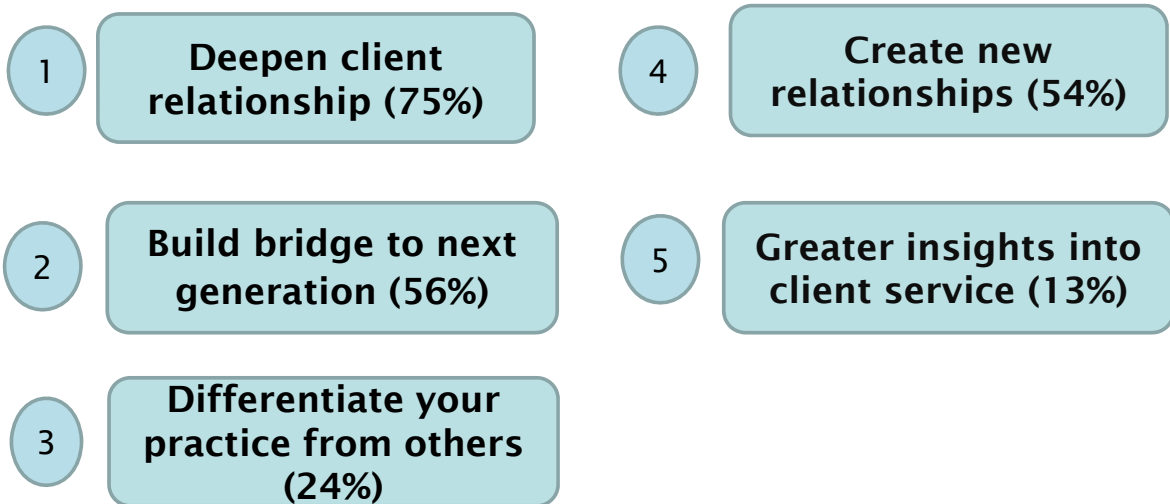 1
Deepen client
relationship (75%)
2
Build bridge to next
generation (56%)
3
Differentiate your
practice from others
(24%)
4
Create new
relationships (54%)
5
Greater insights into
client service (13%)